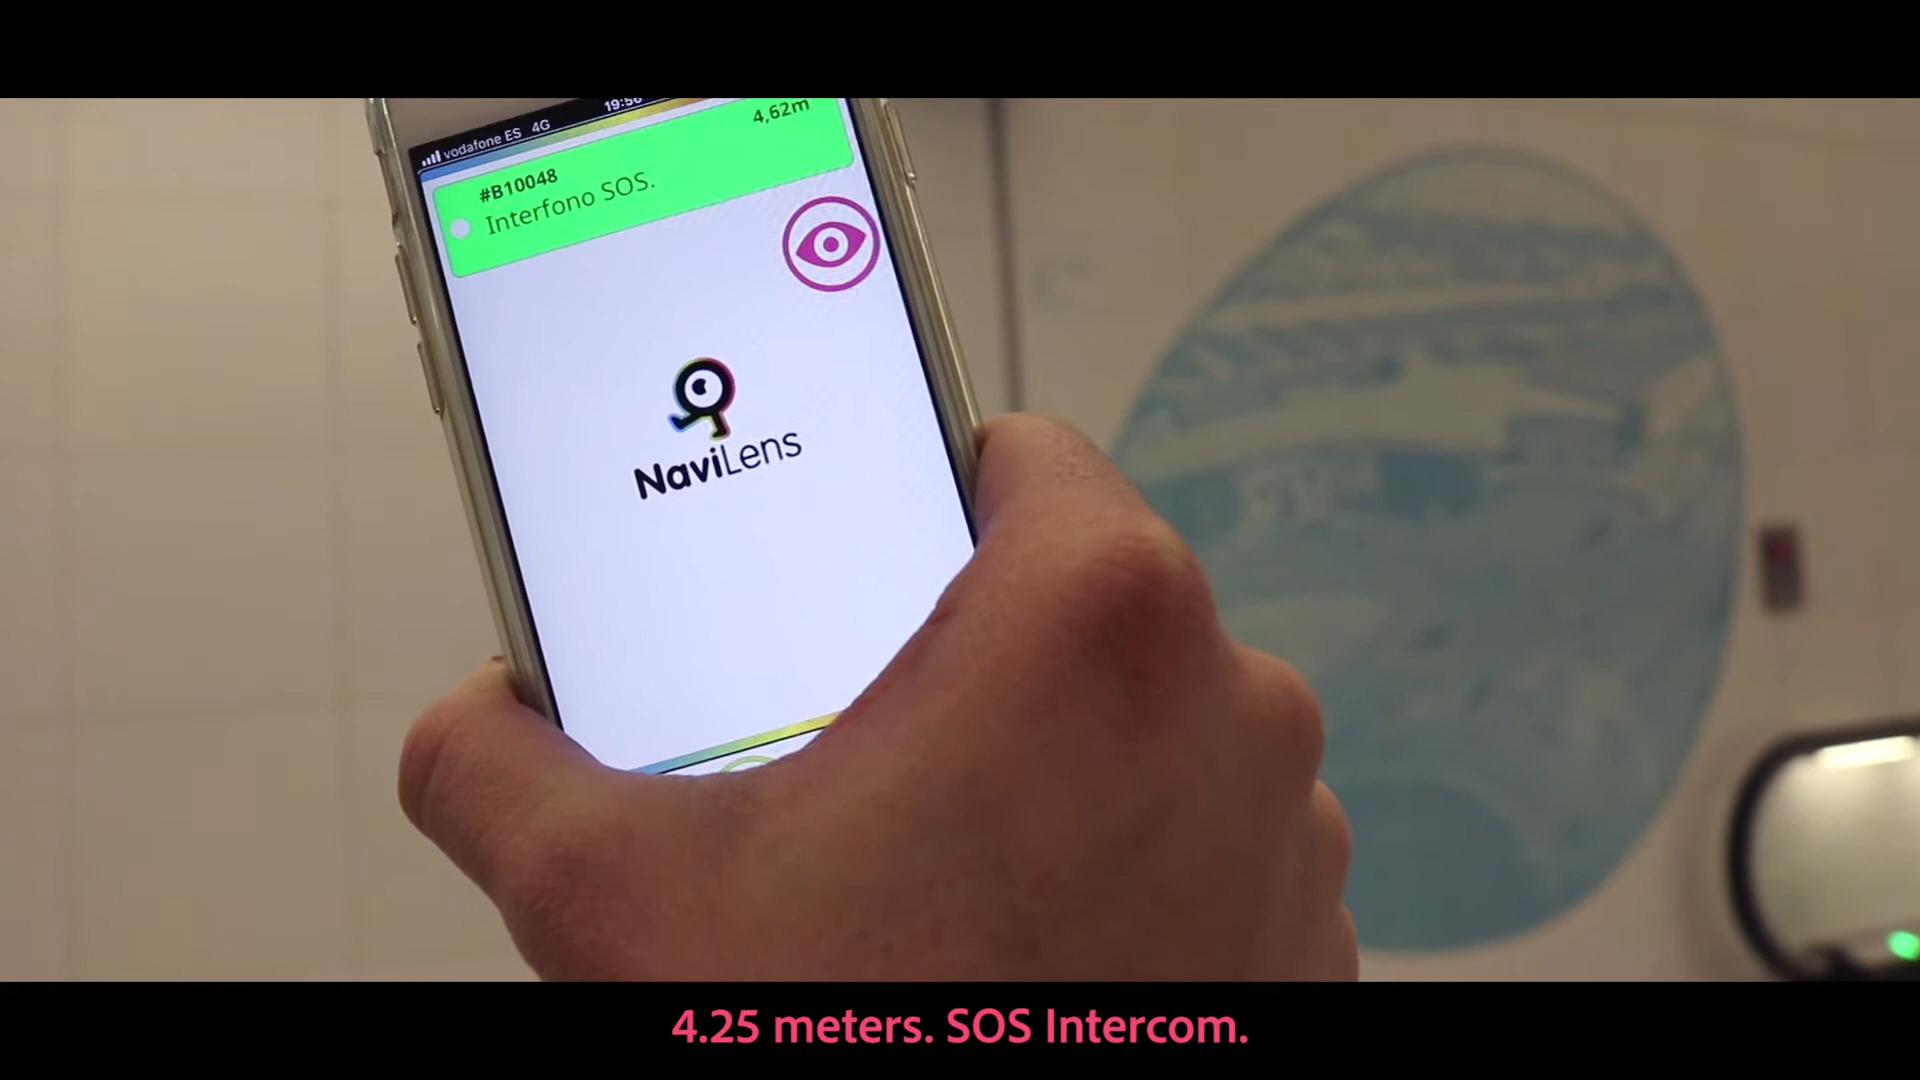 19:56
vodafone ES 4G
4,62m
#B10048
Interfono SOS.
NaviLens
4.25 meters. SOS Intercom.